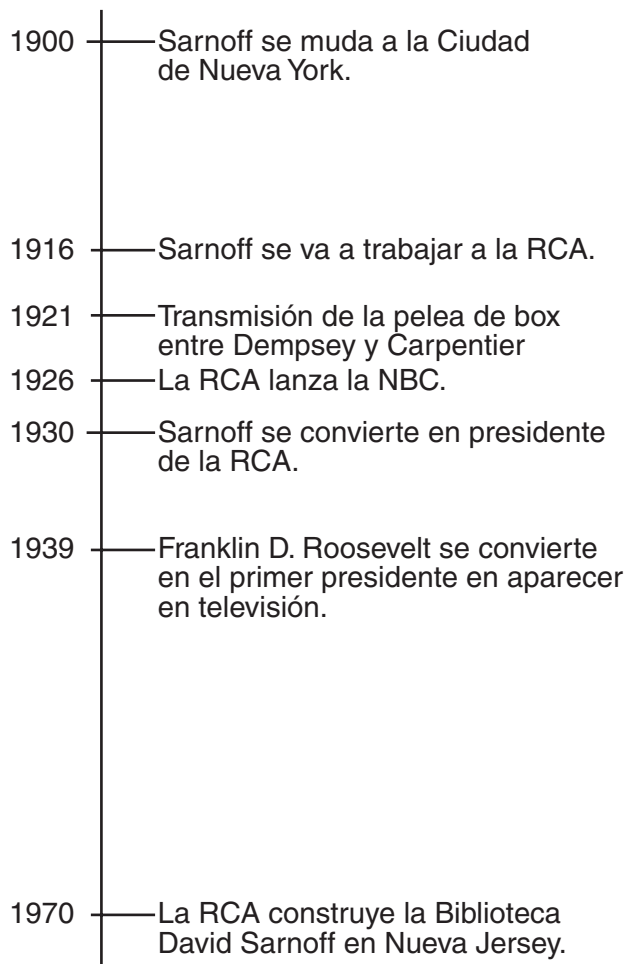 1900 Sarnoff se muda a la Ciudad
de Nueva York.
1916 Sarnoff se va a trabajar a la RCA.
1921 Transmisión de la pelea de box
entre Dempsey y Carpentier
1926 La RCA lanza la NBC.
1930 Sarnoff se convierte en presidente
de la RCA.
1939 Franklin D. Roosevelt se convierte
en el primer presidente en aparecer
en televisión.
1970 La RCA construye la Biblioteca
David Sarnoff en Nueva Jersey.